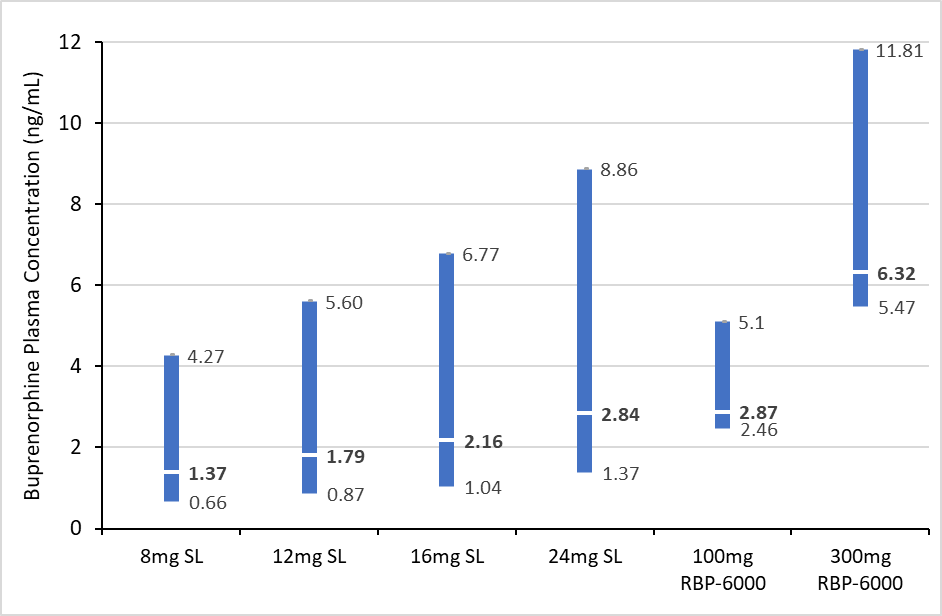 Buprenorphine Plasma Concentration (ng/mL)
12
10
8
6
4
2
0
4.27
1.37
0.66
5.60
1.79
0.87
6.77
2.16
1.04
8.86
2.84
1.37
5.1
2.87
2.46
11.81
6.32
5.47
8mg SL
12mg SL
16mg SL
24mg SL
100mg
RBP-6000
300mg
RBP-6000